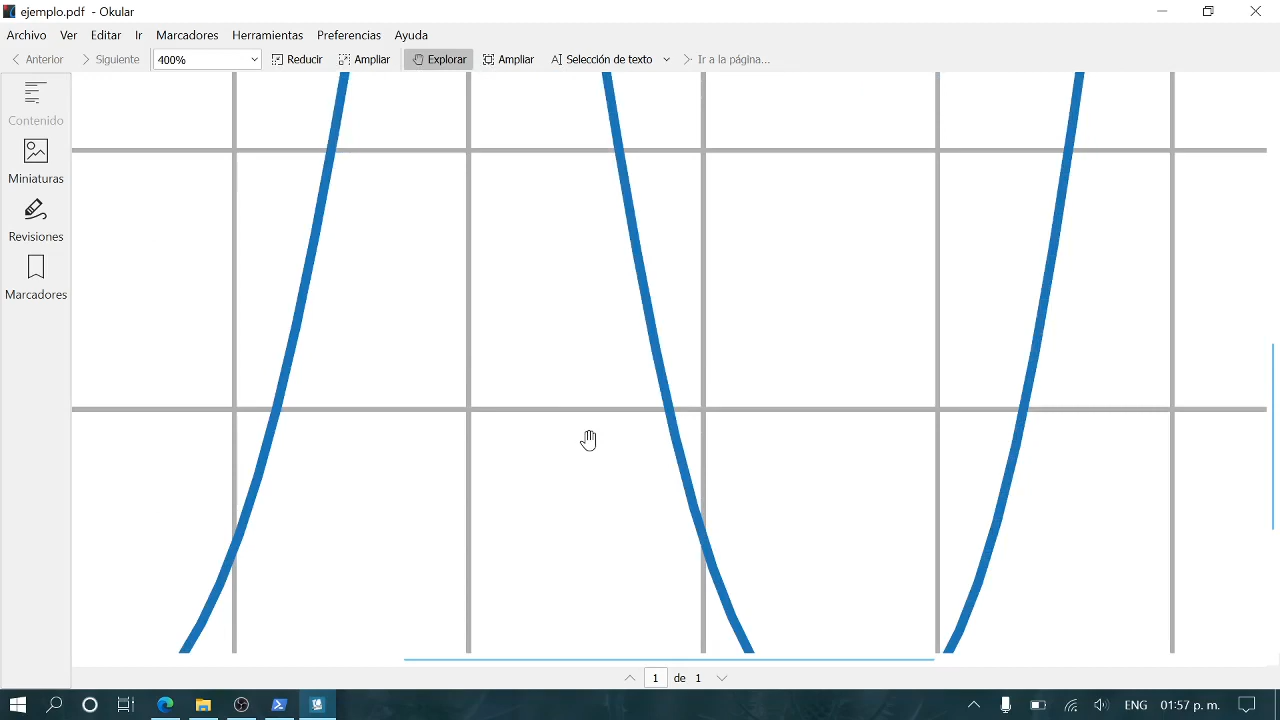 ejemplo.pdf - Okular
Archivo Ver Editar Ir Marcadores Herramientas Preferencias Ayuda
Anterior Siguiente 400% Reducir Ampliar Explorar Ampliar Selección de texto Ir a la página...
Contenido
Miniaturas
Revisiones
Marcadores
1 de 1
ENG 01:57 p. m.